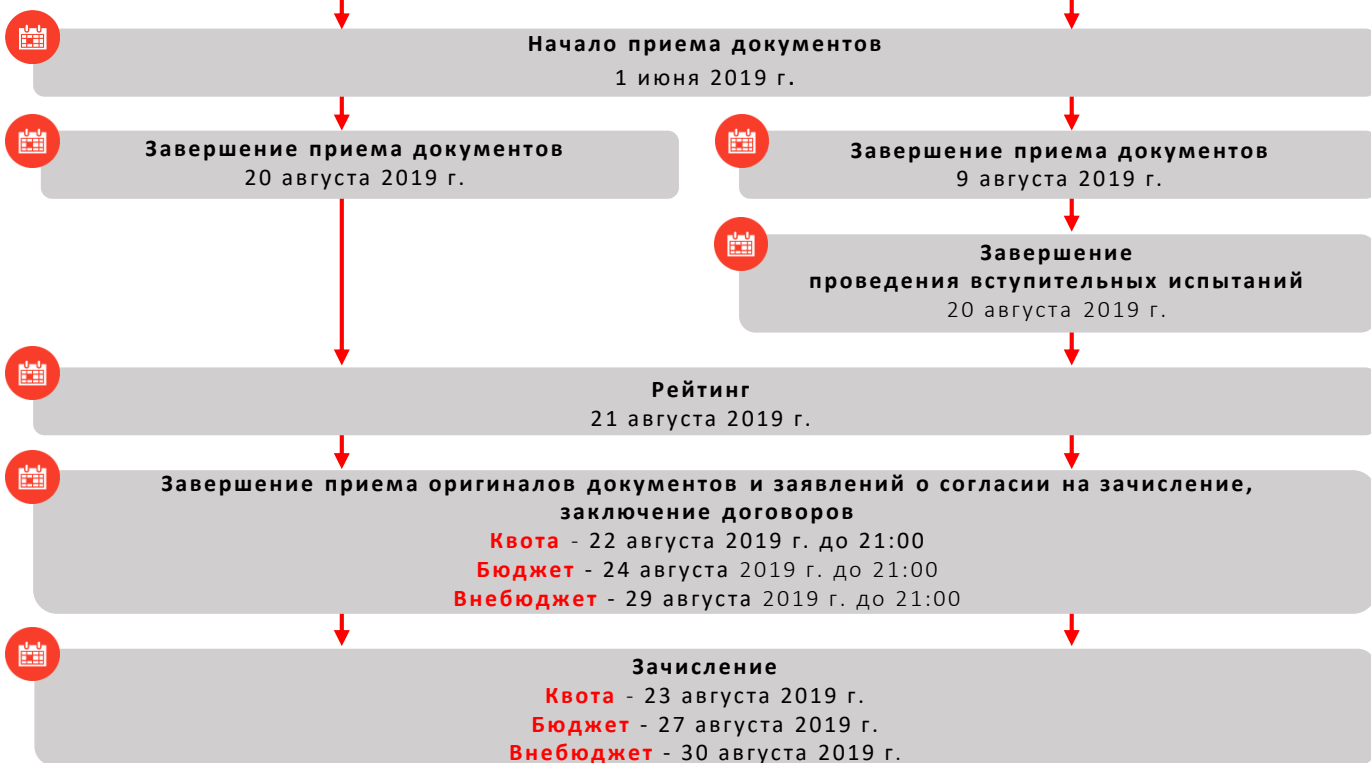 Начало приема документов
1 июня 2019 г.
Завершение приема документов
20 августа 2019 г.
Завершение приема документов
9 августа 2019 г.
Завершение
проведения вступительных испытаний
20 августа 2019 г.
Рейтинг
21 августа 2019 г.
Завершение приема оригиналов документов и заявлений о согласии на зачисление,
заключение договоров
Квота - 22 августа 2019 г. до 21:00
Бюджет - 24 августа 2019 г. до 21:00
Внебюджет - 29 августа 2019 г. до 21:00
Зачисление
Квота - 23 августа 2019 г.
Бюджет - 27 августа 2019 г.
Внебюджет - 30 августа 2019 г.